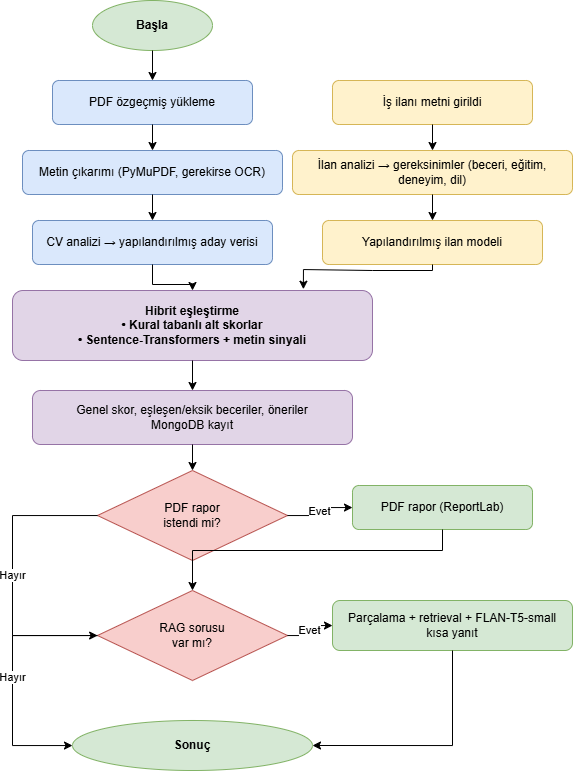 Başla
PDF özgeçmiş yükleme
İş ilanı metni girildi
Metin çıkarımı (PyMuPDF, gerekirse OCR)
İlan analizi → gereksinimler (beceri, eğitim,
deneyim, dil)
CV analizi → yapılandırılmış aday verisi
Yapılandırılmış ilan modeli
Hibrit eşleştirme
• Kural tabanlı alt skorlar
• Sentence-Transformers + metin sinyali
Genel skor, eşleşen/eksik beceriler, öneriler
MongoDB kayıt
PDF rapor
istendi mi?
Evet
PDF rapor (ReportLab)
Hayır
RAG sorusu
var mı?
Evet
Parçalama + retrieval + FLAN-T5-small
kısa yanıt
Hayır
Sonuç